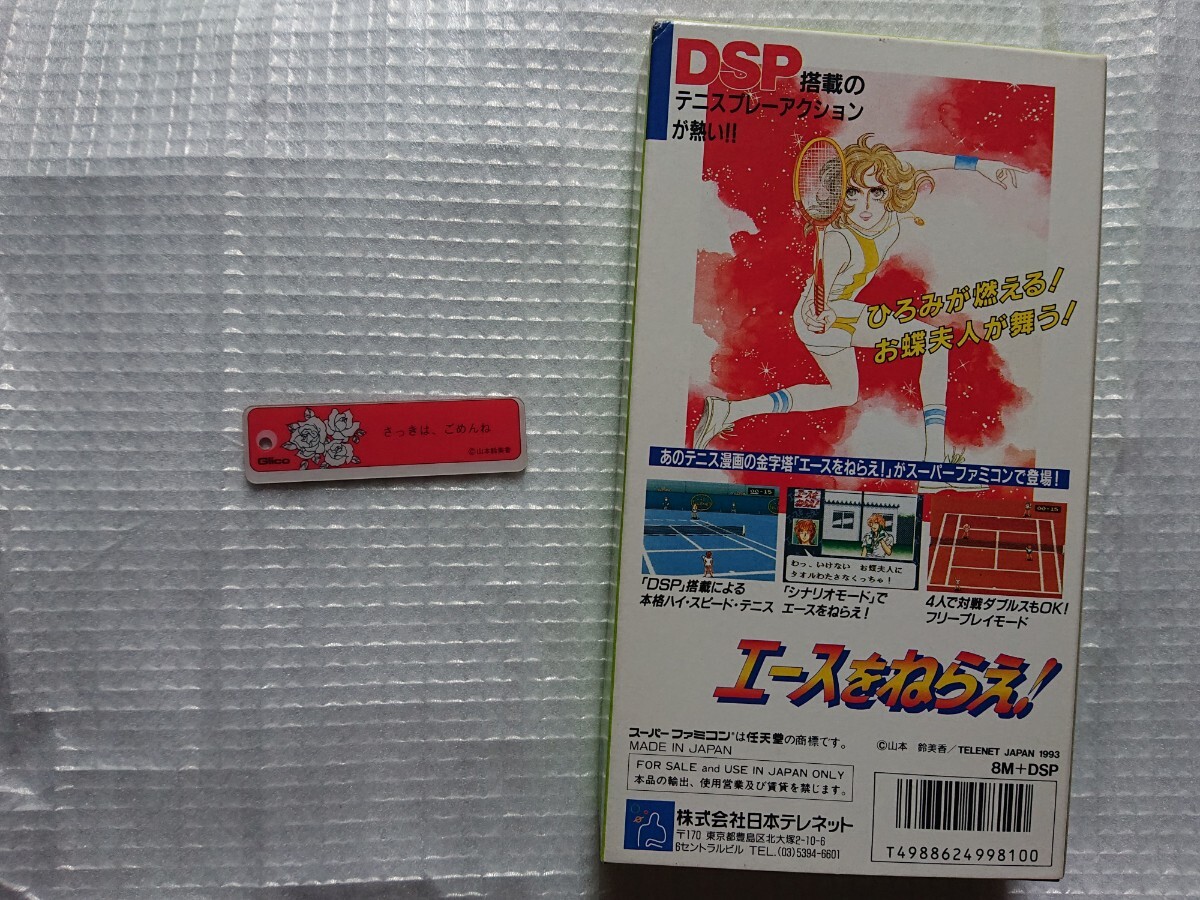 さっきは、ごめんね
©山本鈴美香
Glico
DSP搭載の
テニスプレーアクション
が熱い!!
ひろみが燃える!
お蝶夫人が舞う!
あのテニス漫画の金字塔「エースをねらえ!」がスーパーファミコンで登場!
00-15
わっ、いけない お蝶夫人に
タオルわたさなくっちゃ!
00-15
「DSP」搭載による
本格ハイ・スピード・テニス
「シナリオモード」で
エースをねらえ!
4人で対戦ダブルスもOK!
フリープレイモード
エースをねらえ!
スーパーファミコン®は任天堂の商標です。
MADE IN JAPAN
©山本 鈴美香/TELENET JAPAN 1993
8M+DSP
FOR SALE and USE IN JAPAN ONLY
本品の輸出、使用営業及び賃貸を禁じます。
株式会社日本テレネット
〒170 東京都豊島区北大塚2-10-6
6セントラルビル TEL.(03)5394-6601
T4988624998100